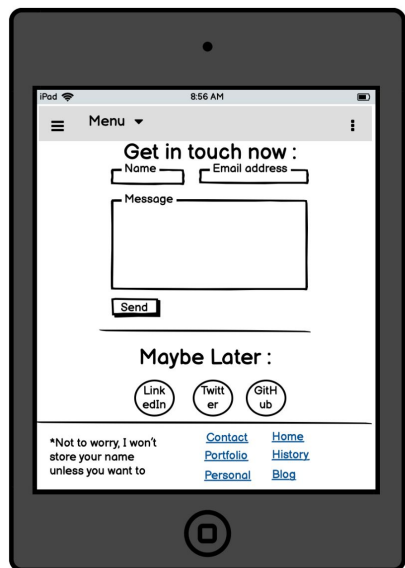 iPad 8:56 AM
Menu
Get in touch now :
Name Email address
Message
Send
Maybe Later :
Link
edIn
Twitt
er
GitH
ub
*Not to worry, I won't
store your name
unless you want to
Contact Home
Portfolio History
Personal Blog